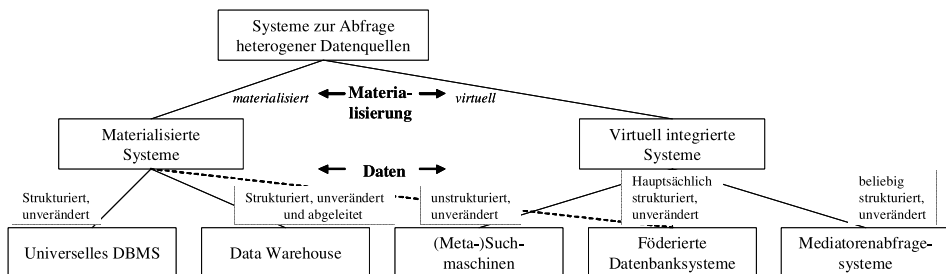 Systeme zur Abfrage
heterogener Datenquellen
materialisiert
Materia-
lisierung
virtuell
Materialisierte
Systeme
Virtuell integrierte
Systeme
Daten
Strukturiert,
unverändert
Strukturiert, unverändert
und abgeleitet
unstrukturiert,
unverändert
Hauptsächlich
strukturiert,
unverändert
beliebig
strukturiert,
unverändert
Universelles DBMS
Data Warehouse
(Meta-)Such-
maschinen
Föderierte
Datenbanksysteme
Mediatorenabfrage-
systeme